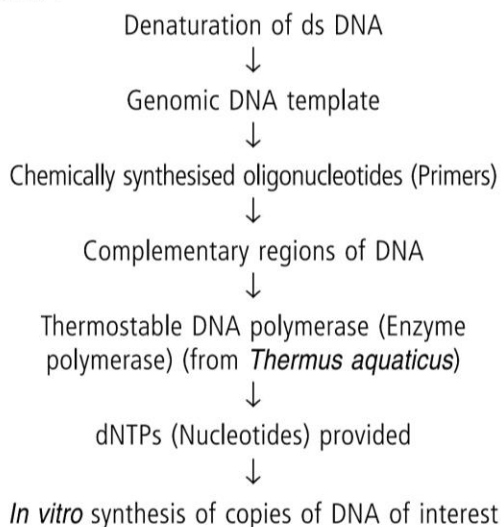 Denaturation of ds DNA
↓
Genomic DNA template
↓
Chemically synthesised oligonucleotides (Primers)
↓
Complementary regions of DNA
↓
Thermostable DNA polymerase (Enzyme
polymerase) (from Thermus aquaticus)
↓
dNTPs (Nucleotides) provided
↓
In vitro synthesis of copies of DNA of interest